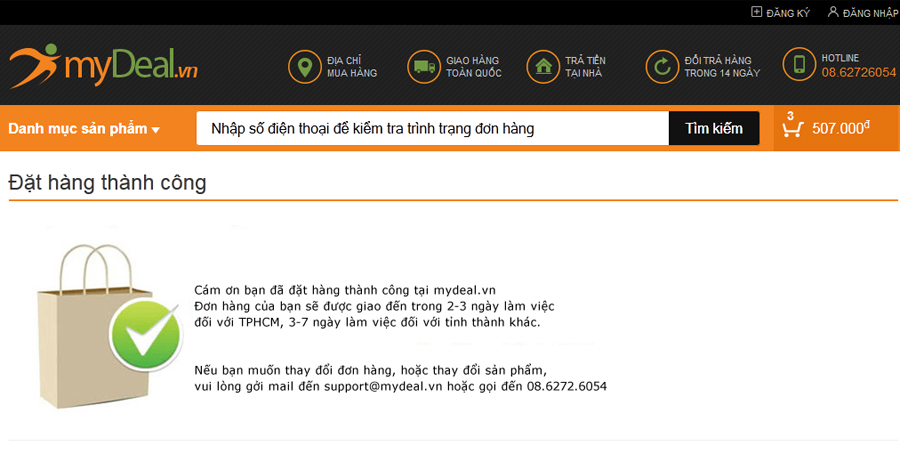 ĐĂNG KÝ ĐĂNG NHẬP
myDeal.vn
ĐỊA CHỈ
MUA HÀNG
GIAO HÀNG
TOÀN QUỐC
TRẢ TIỀN
TẠI NHÀ
ĐỔI TRẢ HÀNG
TRONG 14 NGÀY
HOTLINE
08.62726054
Danh mục sản phẩm
Nhập số điện thoại để kiểm tra trình trạng đơn hàng
Tìm kiếm
3
507.000đ
Đặt hàng thành công
Cám ơn bạn đã đặt hàng thành công tại mydeal.vn
Đơn hàng của bạn sẽ được giao đến trong 2-3 ngày làm việc
đối với TPHCM, 3-7 ngày làm việc đối với tỉnh thành khác.
Nếu bạn muốn thay đổi đơn hàng, hoặc thay đổi sản phẩm,
vui lòng gởi mail đến support@mydeal.vn hoặc gọi đến 08.6272.6054